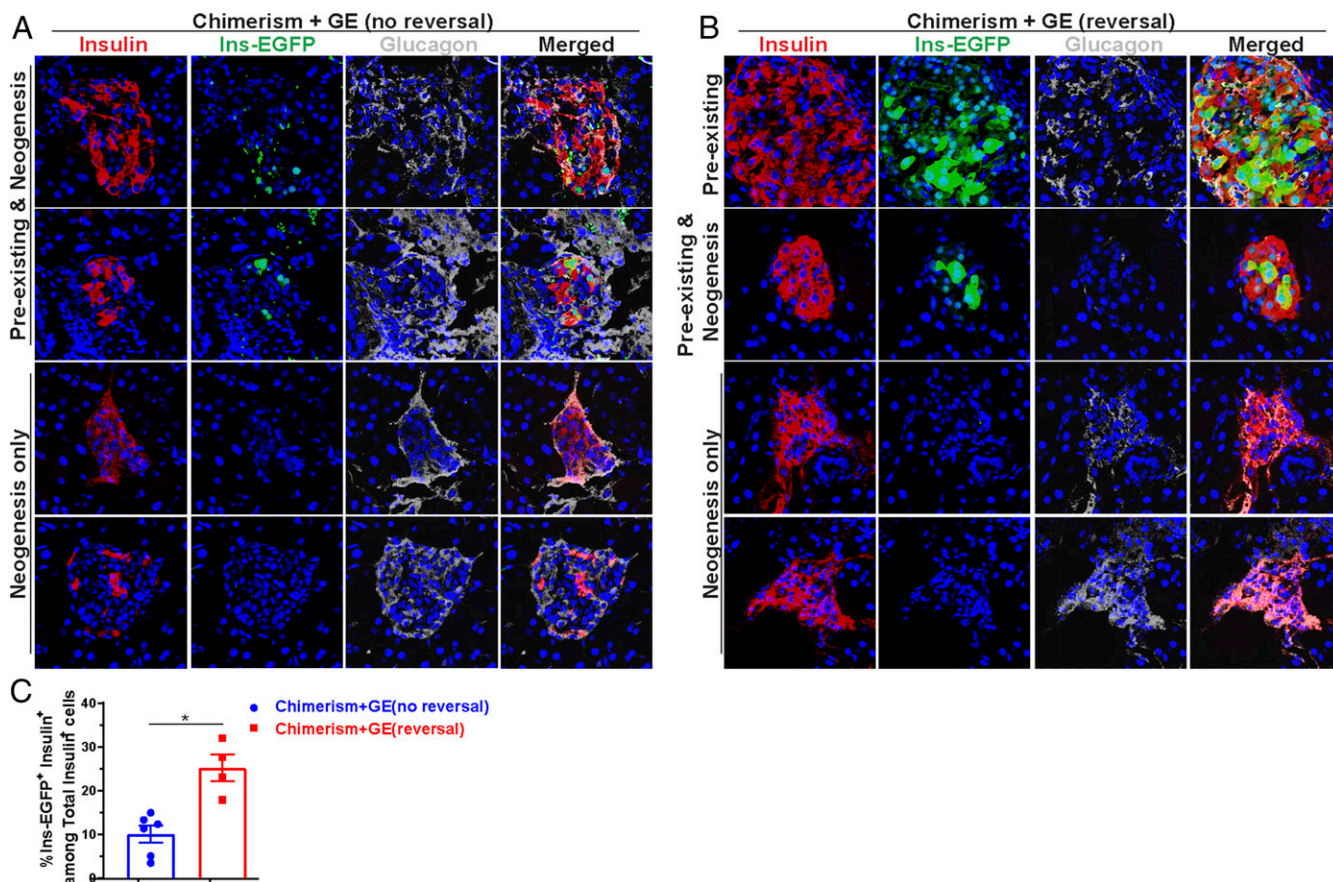 A
Chimerism + GE (no reversal)
Insulin Ins-EGFP Glucagon Merged
Pre-existing & Neogenesis
Neogenesis only
B
Chimerism + GE (reversal)
Insulin Ins-EGFP Glucagon Merged
Pre-existing
Pre-existing &
Neogenesis
Neogenesis only
C
% Ins-EGFP⁺ Insulin⁺
among Total Insulin⁺ cells
40
30
20
10
0
*
Chimerism+GE(no reversal)
Chimerism+GE(reversal)